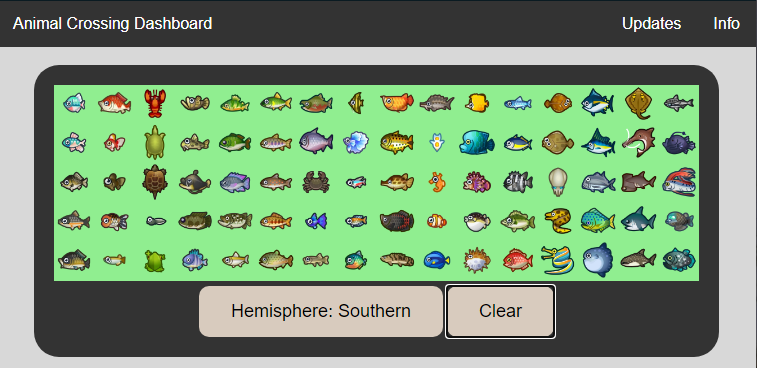 Animal Crossing Dashboard
Updates
Info
Hemisphere: Southern
Clear